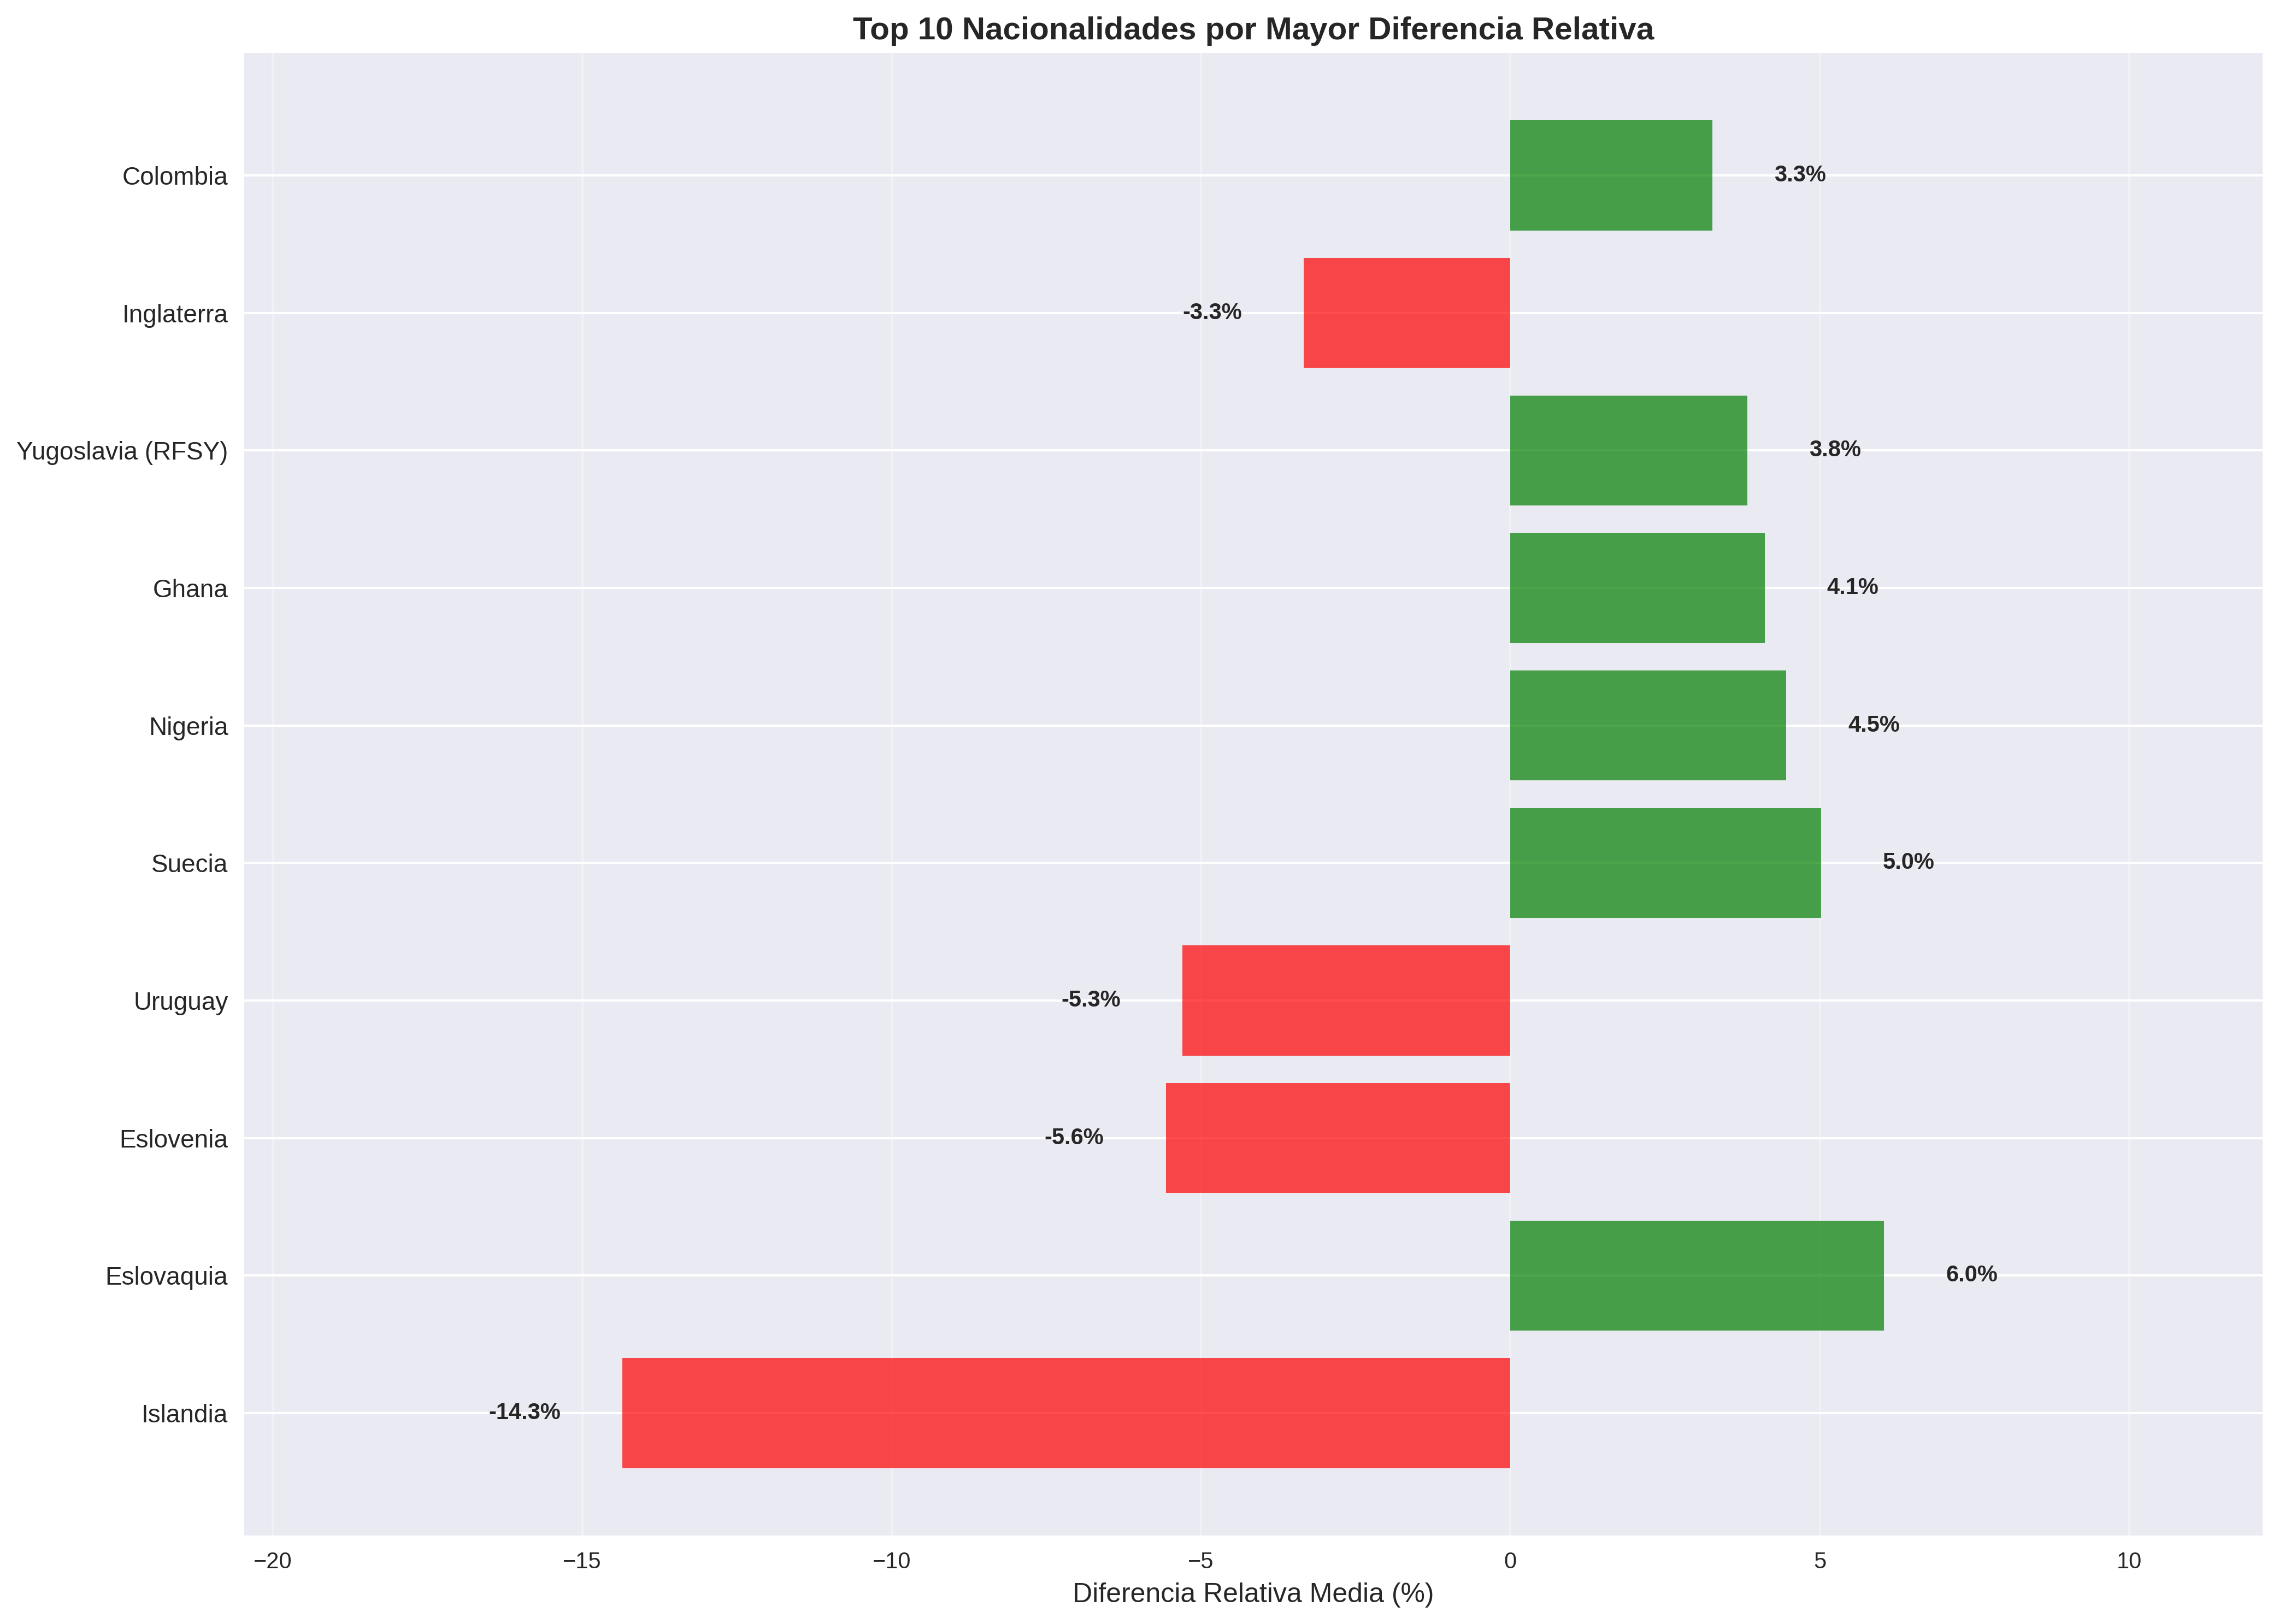 Top 10 Nacionalidades por Mayor Diferencia Relativa
Colombia 3.3%
Inglaterra -3.3%
Yugoslavia (RFSY) 3.8%
Ghana 4.1%
Nigeria 4.5%
Suecia 5.0%
Uruguay -5.3%
Eslovenia -5.6%
Eslovaquia 6.0%
Islandia -14.3%
−20 −15 −10 −5 0 5 10
Diferencia Relativa Media (%)